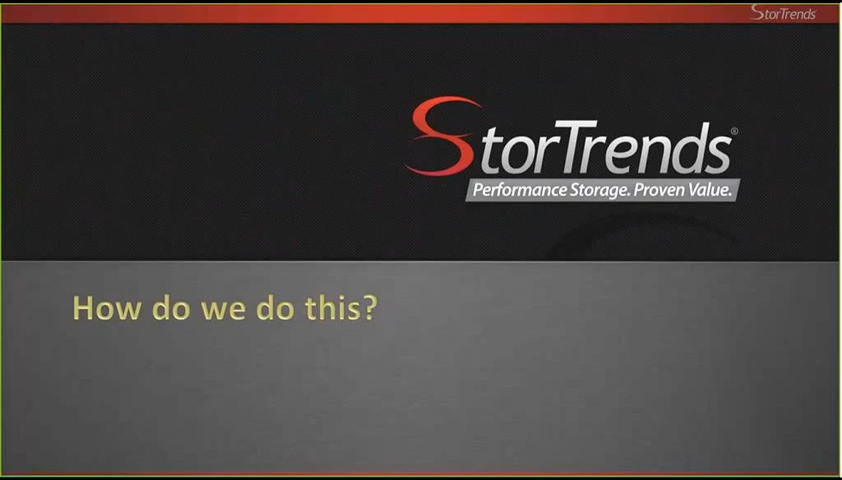 StorTrends
StorTrends®
Performance Storage. Proven Value.
How do we do this?